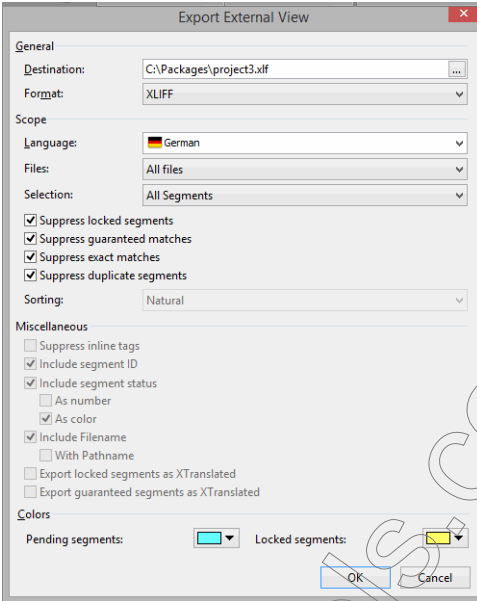 Export External View
General
Destination: C:\Packages\project3.xlf ...
Format: XLIFF
Scope
Language: German
Files: All files
Selection: All Segments
Suppress locked segments
Suppress guaranteed matches
Suppress exact matches
Suppress duplicate segments
Sorting: Natural
Miscellaneous
Suppress inline tags
Include segment ID
Include segment status
As number
As color
Include Filename
With Pathname
Export locked segments as XTranslated
Export guaranteed segments as XTranslated
Colors
Pending segments: Locked segments:
OK Cancel